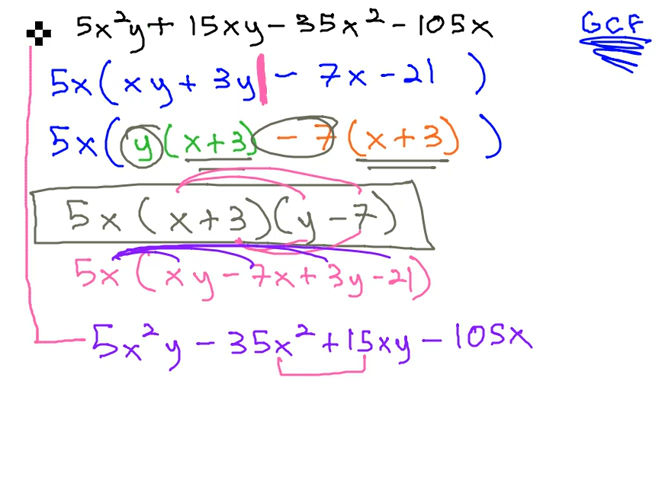 5x²y + 15xy - 35x² - 105x
GCF
5x(xy + 3y - 7x - 21)
5x(y(x+3) - 7(x+3))
5x(x+3)(y-7)
5x(xy - 7x + 3y - 21)
5x²y - 35x² + 15xy - 105x